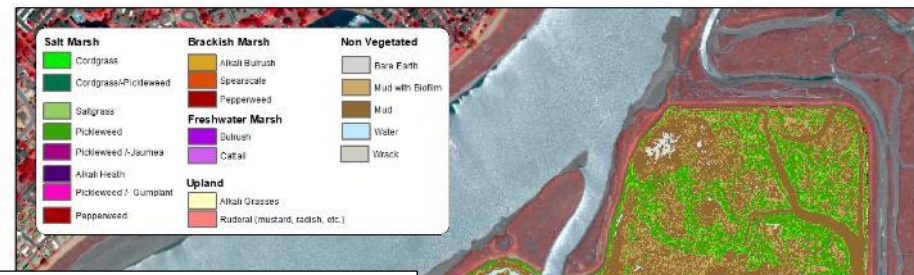 Salt Marsh
Cordgrass
Cordgrass/-Pickleweed
Saltgrass
Pickleweed
Pickleweed /-Jaumea
Alkali Heath
Pickleweed /- Gumplant
Pepperweed
Brackish Marsh
Alkali Bulrush
Spearscale
Pepperweed
Freshwater Marsh
Bulrush
Cattail
Upland
Alkali Grasses
Ruderal (mustard, radish, etc.)
Non Vegetated
Bare Earth
Mud with Biofilm
Mud
Water
Wrack